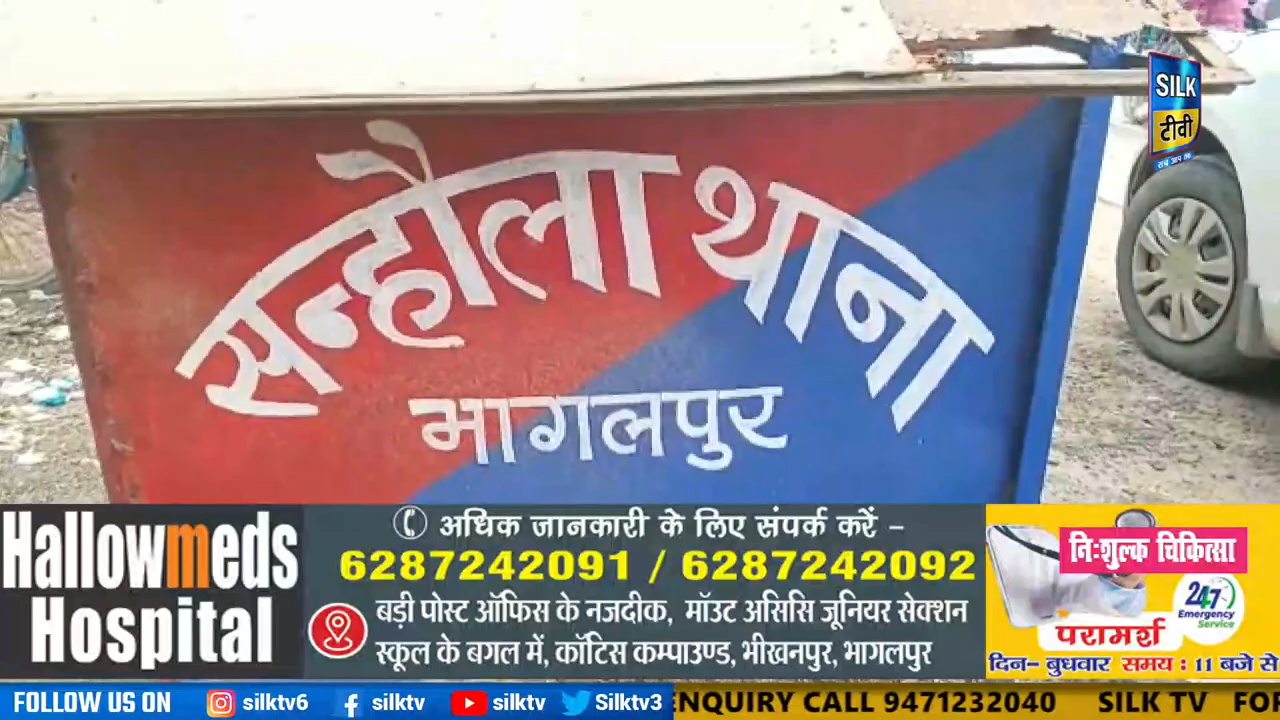 SILK
टीवी
सन्हौला थाना
भागलपुर
Hallowmeds
Hospital
अधिक जानकारी के लिए संपर्क करें -
6287242091 / 6287242092
बड़ी पोस्ट ऑफिस के नजदीक, मॉउट असिसि जूनियर सेक्शन
स्कूल के बगल में, कॉटिस कम्पाउण्ड, भीखनपुर, भागलपुर
निःशुल्क चिकित्सा
24/7
Emergency
Service
परामर्श
दिन- बुधवार समय : 11 बजे से
FOLLOW US ON silktv6 silktv silktv Silktv3 ENQUIRY CALL 9471232040 SILK TV